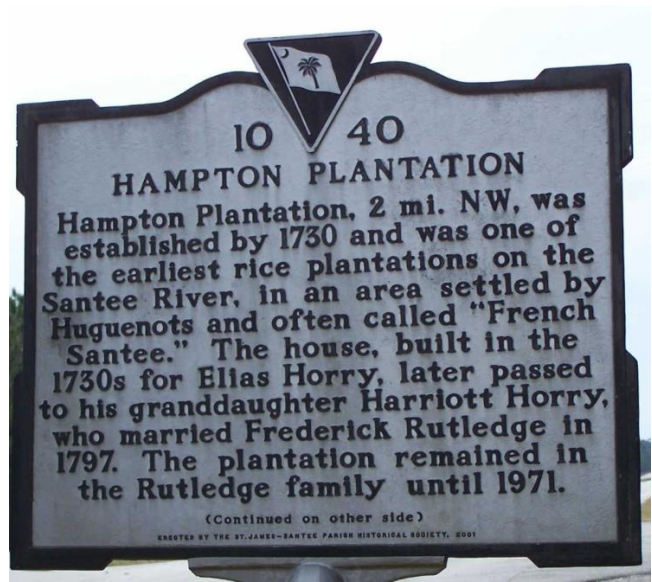 10 40
HAMPTON PLANTATION
Hampton Plantation, 2 mi. NW, was
established by 1730 and was one of
the earliest rice plantations on the
Santee River, in an area settled by
Huguenots and often called "French
Santee." The house, built in the
1730s for Elias Horry, later passed
to his granddaughter Harriott Horry,
who married Frederick Rutledge in
1797. The plantation remained in
the Rutledge family until 1971.
(Continued on other side)
ERECTED BY THE ST. JAMES-SANTEE PARISH HISTORICAL SOCIETY, 2001